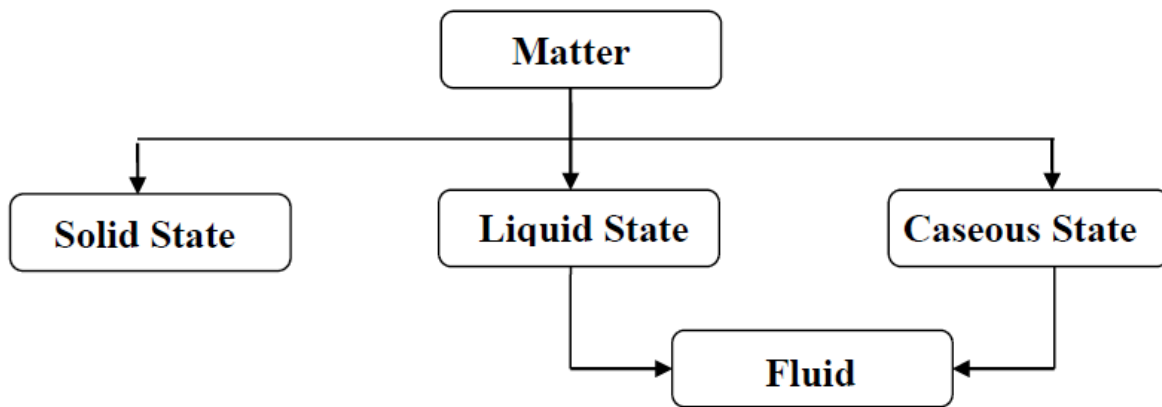 Matter
Solid State
Liquid State
Caseous State
Fluid